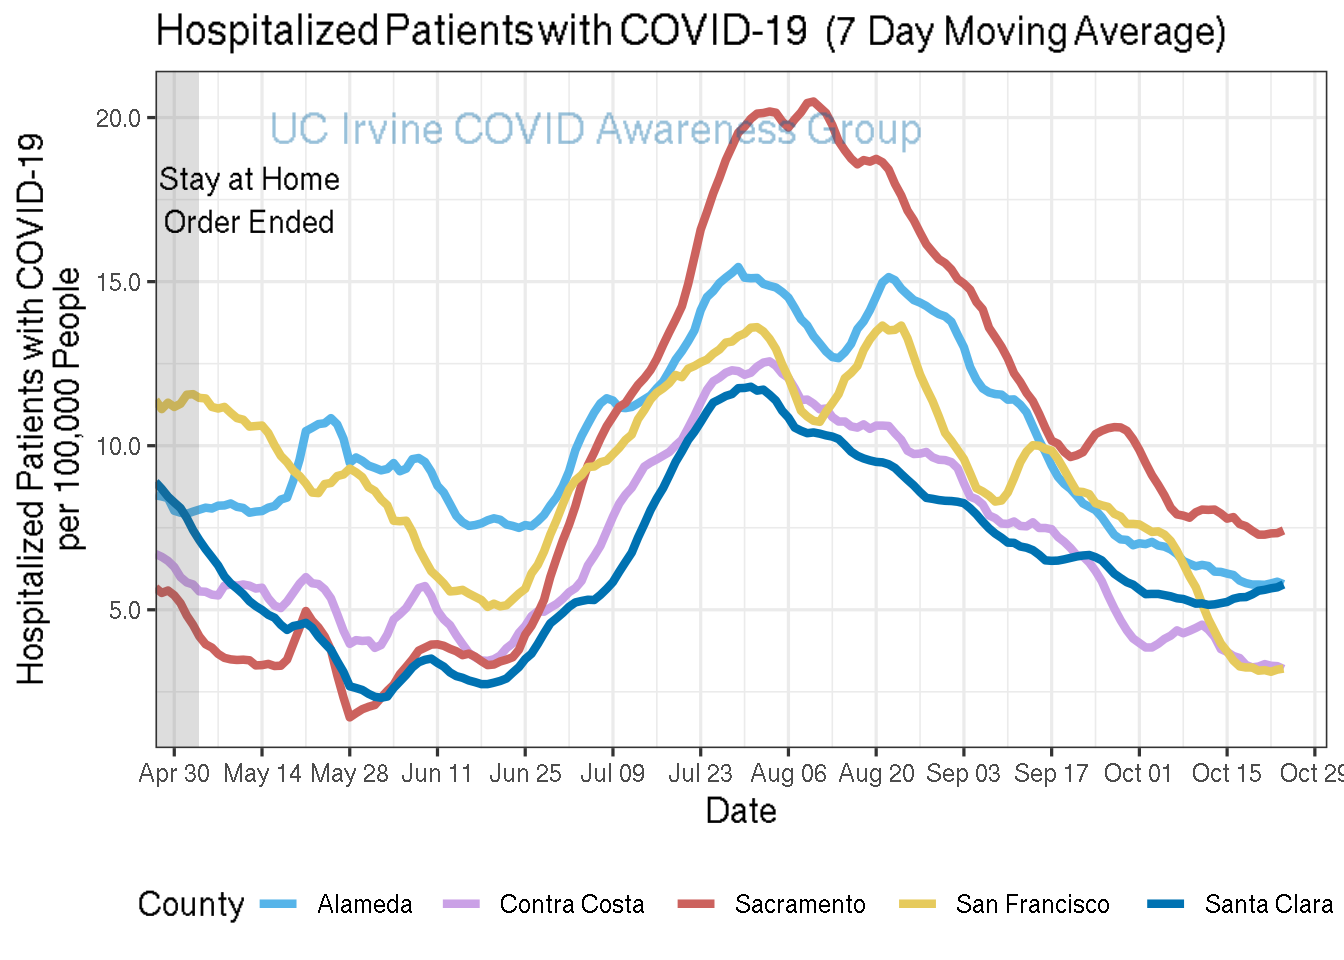 Hospitalized Patients with COVID-19 (7 Day Moving Average)
UC Irvine COVID Awareness Group
Stay at Home
Order Ended
Hospitalized Patients with COVID-19
per 100,000 People
20.0
15.0
10.0
5.0
Apr 30 May 14 May 28 Jun 11 Jun 25 Jul 09 Jul 23 Aug 06 Aug 20 Sep 03 Sep 17 Oct 01 Oct 15 Oct 29
Date
County Alameda Contra Costa Sacramento San Francisco Santa Clara